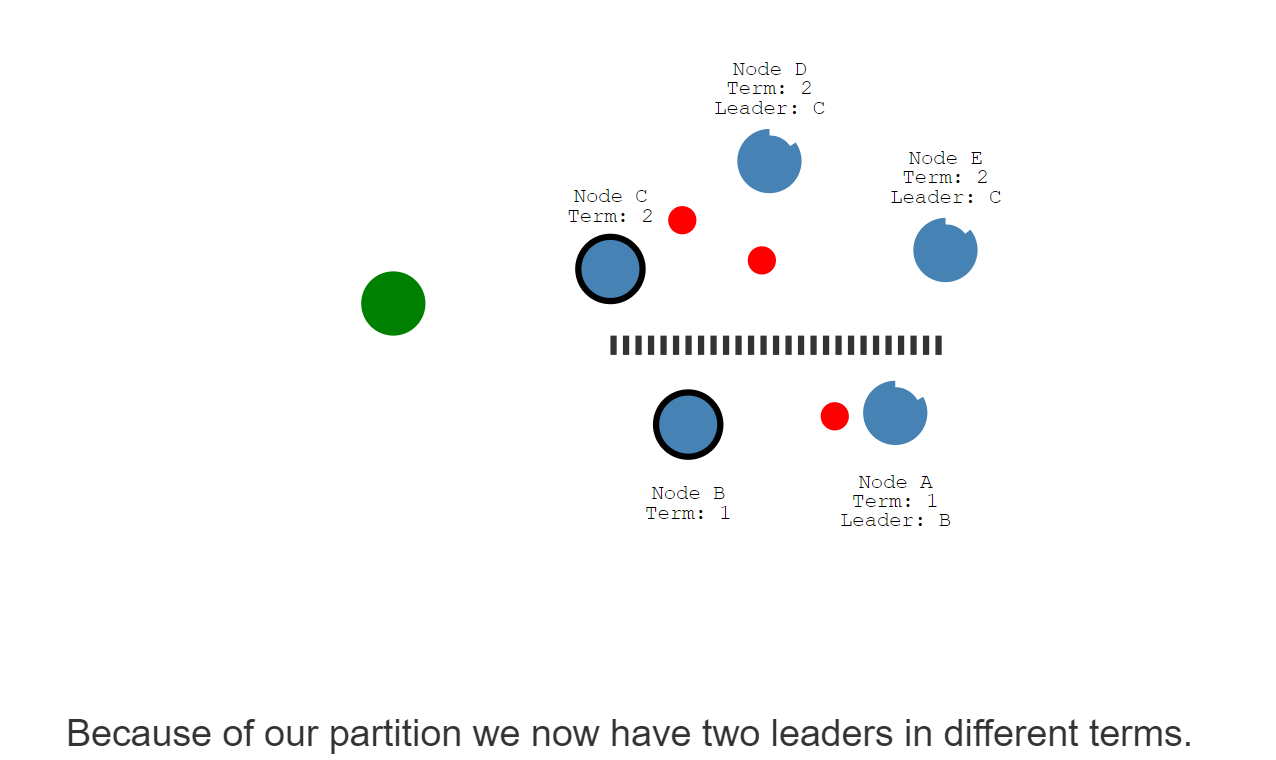 Node D
Term: 2
Leader: C
Node E
Term: 2
Leader: C
Node C
Term: 2
Node B
Term: 1
Node A
Term: 1
Leader: B
Because of our partition we now have two leaders in different terms.